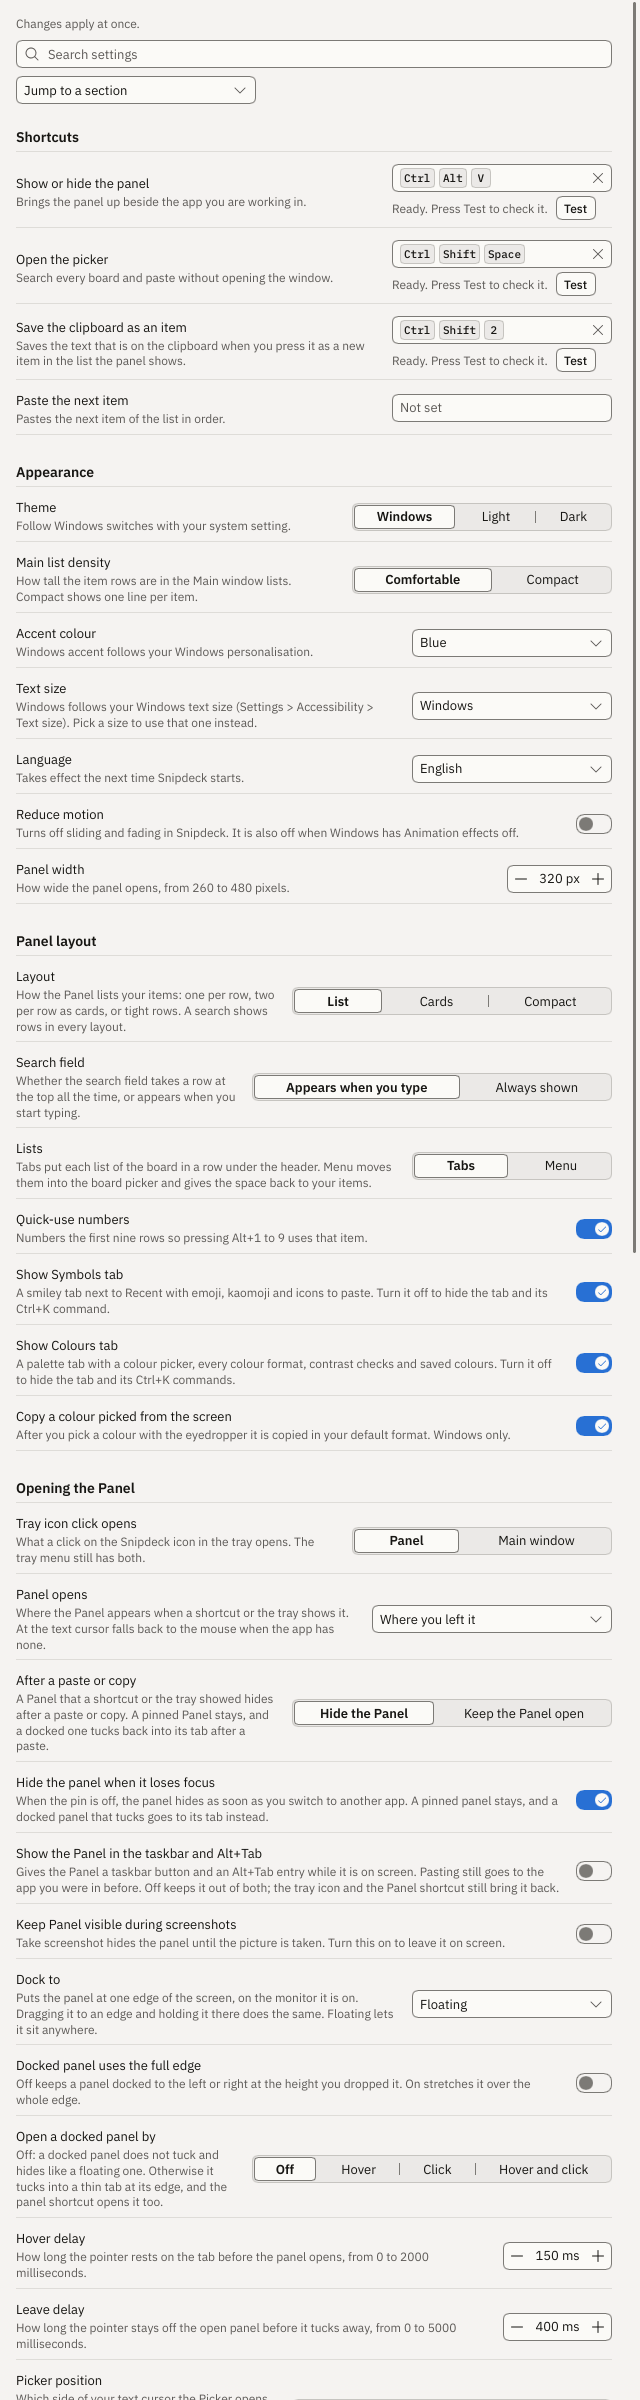 Changes apply at once.
Search settings
Jump to a section
Shortcuts
Show or hide the panel
Brings the panel up beside the app you are working in.
Ctrl Alt V
Ready. Press Test to check it. Test
Open the picker
Search every board and paste without opening the window.
Ctrl Shift Space
Ready. Press Test to check it. Test
Save the clipboard as an item
Saves the text that is on the clipboard when you press it as a new
item in the list the panel shows.
Ctrl Shift 2
Ready. Press Test to check it. Test
Paste the next item
Pastes the next item of the list in order.
Not set
Appearance
Theme
Follow Windows switches with your system setting.
Windows Light Dark
Main list density
How tall the item rows are in the Main window lists.
Compact shows one line per item.
Comfortable Compact
Accent colour
Windows accent follows your Windows personalisation.
Blue
Text size
Windows follows your Windows text size (Settings > Accessibility >
Text size). Pick a size to use that one instead.
Windows
Language
Takes effect the next time Snipdeck starts.
English
Reduce motion
Turns off sliding and fading in Snipdeck. It is also off when Windows has Animation effects off.
Panel width
How wide the panel opens, from 260 to 480 pixels.
320 px
Panel layout
Layout
How the Panel lists your items: one per row, two
per row as cards, or tight rows. A search shows
rows in every layout.
List Cards Compact
Search field
Whether the search field takes a row at
the top all the time, or appears when you
start typing.
Appears when you type Always shown
Lists
Tabs put each list of the board in a row under the header. Menu moves
them into the board picker and gives the space back to your items.
Tabs Menu
Quick-use numbers
Numbers the first nine rows so pressing Alt+1 to 9 uses that item.
Show Symbols tab
A smiley tab next to Recent with emoji, kaomoji and icons to paste. Turn it off to hide the tab and its
Ctrl+K command.
Show Colours tab
A palette tab with a colour picker, every colour format, contrast checks and saved colours. Turn it off
to hide the tab and its Ctrl+K commands.
Copy a colour picked from the screen
After you pick a colour with the eyedropper it is copied in your default format. Windows only.
Opening the Panel
Tray icon click opens
What a click on the Snipdeck icon in the tray opens. The
tray menu still has both.
Panel Main window
Panel opens
Where the Panel appears when a shortcut or the tray shows it.
At the text cursor falls back to the mouse when the app has
none.
Where you left it
After a paste or copy
A Panel that a shortcut or the tray showed hides
after a paste or copy. A pinned Panel stays, and
a docked one tucks back into its tab after a
paste.
Hide the Panel Keep the Panel open
Hide the panel when it loses focus
When the pin is off, the panel hides as soon as you switch to another app. A pinned panel stays, and a
docked panel that tucks goes to its tab instead.
Show the Panel in the taskbar and Alt+Tab
Gives the Panel a taskbar button and an Alt+Tab entry while it is on screen. Pasting still goes to the
app you were in before. Off keeps it out of both; the tray icon and the Panel shortcut still bring it back.
Keep Panel visible during screenshots
Take screenshot hides the panel until the picture is taken. Turn this on to leave it on screen.
Dock to
Puts the panel at one edge of the screen, on the monitor it is on.
Dragging it to an edge and holding it there does the same. Floating lets
it sit anywhere.
Floating
Docked panel uses the full edge
Off keeps a panel docked to the left or right at the height you dropped it. On stretches it over the
whole edge.
Open a docked panel by
Off: a docked panel does not tuck and
hides like a floating one. Otherwise it
tucks into a thin tab at its edge, and the
panel shortcut opens it too.
Off Hover Click Hover and click
Hover delay
How long the pointer rests on the tab before the panel opens, from 0 to 2000
milliseconds.
150 ms
Leave delay
How long the pointer stays off the open panel before it tucks away, from 0 to 5000
milliseconds.
400 ms
Picker position
Which side of your text cursor the Picker opens